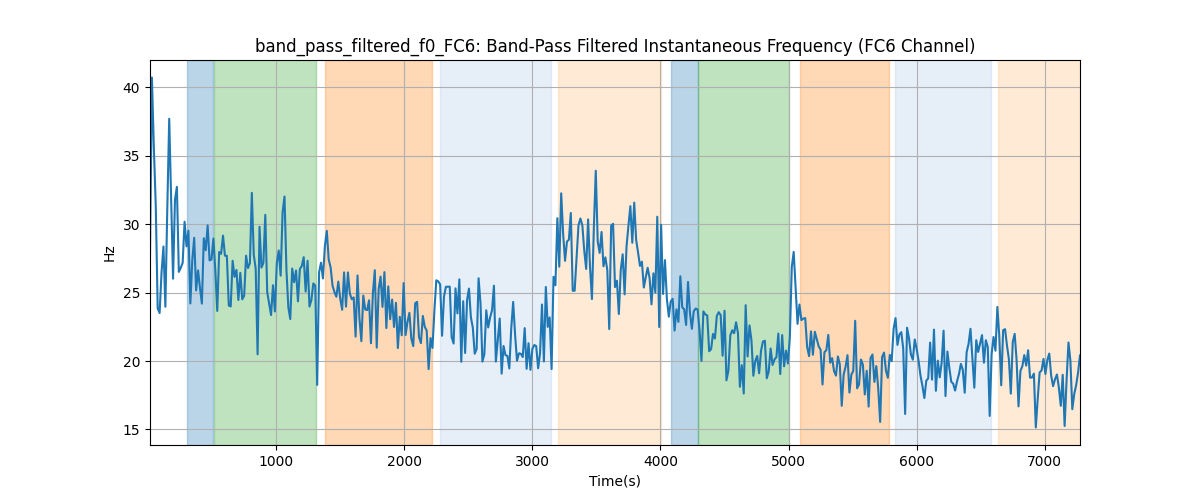 band_pass_filtered_f0_FC6: Band-Pass Filtered Instantaneous Frequency (FC6 Channel)
40
35
30
25
20
15
Hz
1000 2000 3000 4000 5000 6000 7000
Time(s)